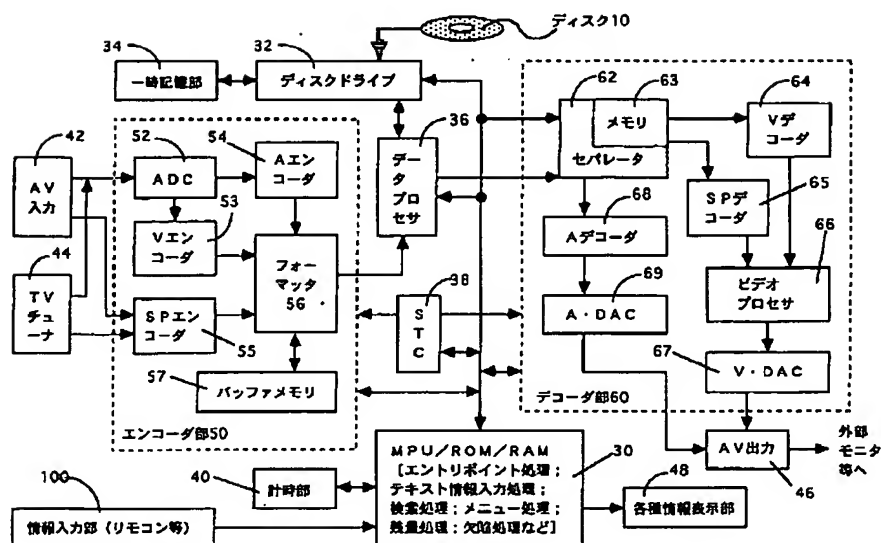 ディスク10
34
32
一時記憶部
ディスクドライブ
62
63
64
メモリ
セパレータ
Vデ
コーダ
42
AV
入力
52
ADC
54
Aエン
コーダ
36
データ
プロセサ
53
Vエン
コーダ
68
Aデコーダ
SPデ
コーダ
65
44
TV
チュー
ナ
フォー
マッタ
56
38
STC
69
A・DAC
66
ビデオ
プロセサ
SPエン
コーダ
55
57
バッファメモリ
67
V・DAC
エンコーダ部50
デコーダ部60
MPU/ROM/RAM
[エントリポイント処理;
テキスト情報入力処理;
検索処理;メニュー処理;
残量処理;欠陥処理など]
30
AV出力
46
外部
モニタ
等へ
40
計時部
48
各種情報表示部
100
情報入力部(リモコン等)